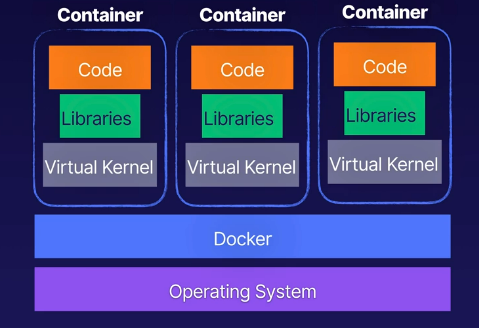 Container Container Container
Code Code Code
Libraries Libraries Libraries
Virtual Kernel Virtual Kernel Virtual Kernel
Docker
Operating System